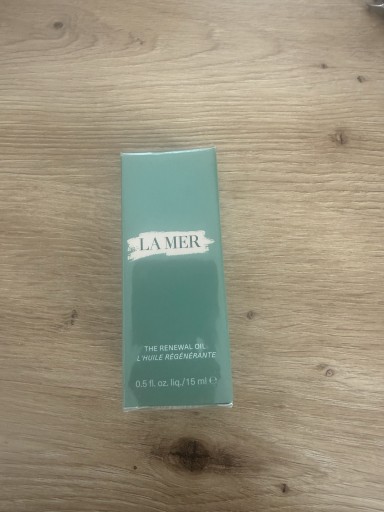 LA MER
THE RENEWAL OIL
L'HUILE RÉGÉNÉRANTE
0.5 fl. oz. liq./15 ml ℮